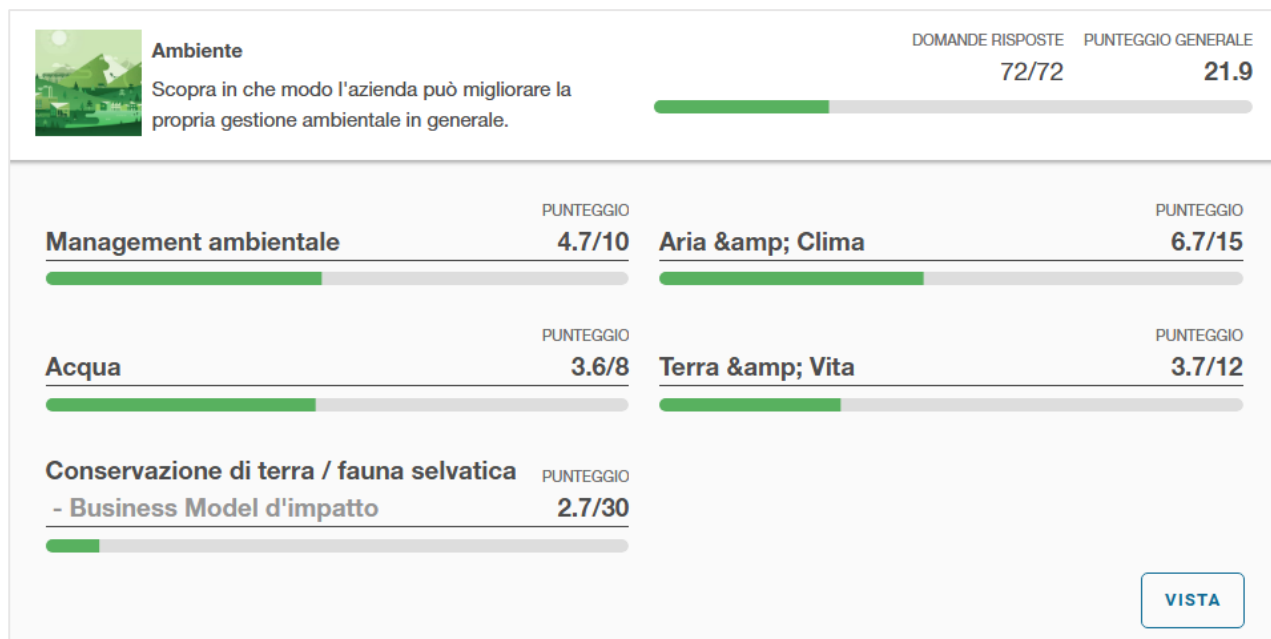 Ambiente
Scopra in che modo l'azienda può migliorare la
propria gestione ambientale in generale.
DOMANDE RISPOSTE PUNTEGGIO GENERALE
72/72 21.9
PUNTEGGIO
Management ambientale 4.7/10
PUNTEGGIO
Aria &amp; Clima 6.7/15
PUNTEGGIO
Acqua 3.6/8
PUNTEGGIO
Terra &amp; Vita 3.7/12
Conservazione di terra / fauna selvatica PUNTEGGIO
- Business Model d'impatto 2.7/30
VISTA